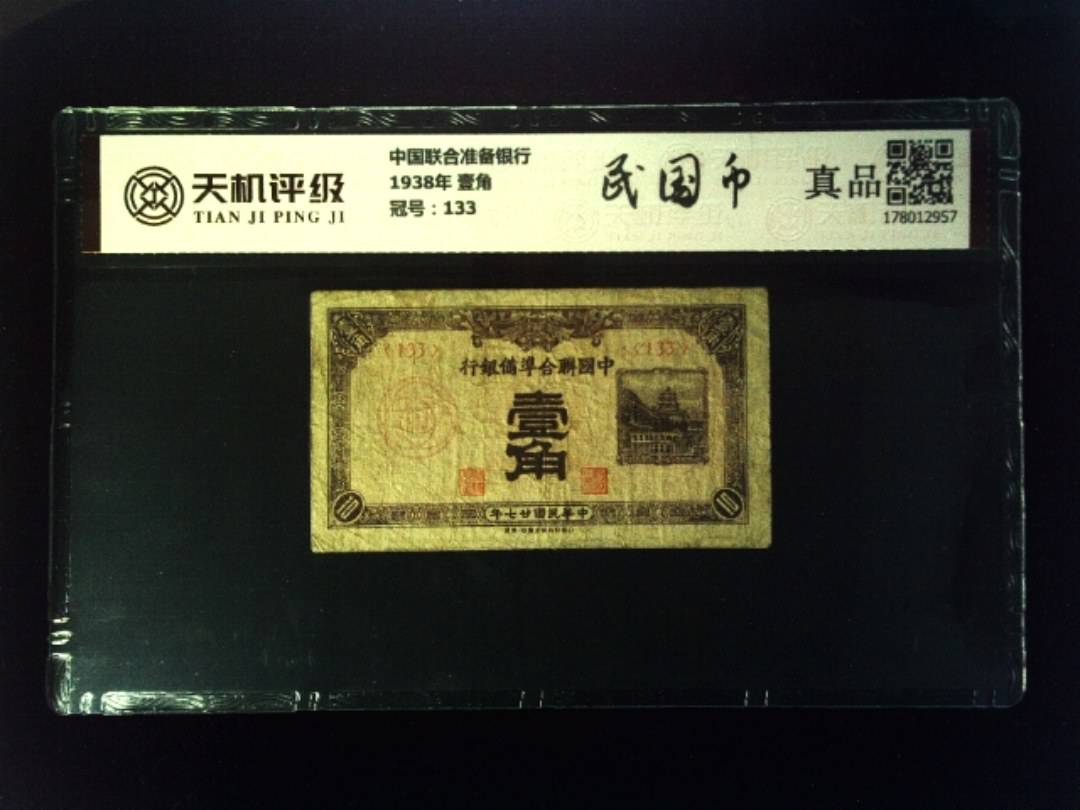 天机评级
TIAN JI PING JI
中国联合准备银行
1938年 壹角
冠号：133
民国币
真品
178012957
133
133
行銀備準合聯國中
壹角
10
年七廿國民華中
10